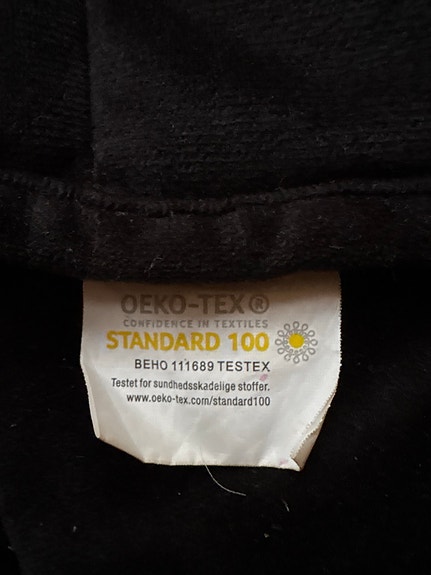 OEKO-TEX®
CONFIDENCE IN TEXTILES
STANDARD 100
BEHO 111689 TESTEX
Testet for sundhedsskadelige stoffer.
www.oeko-tex.com/standard100